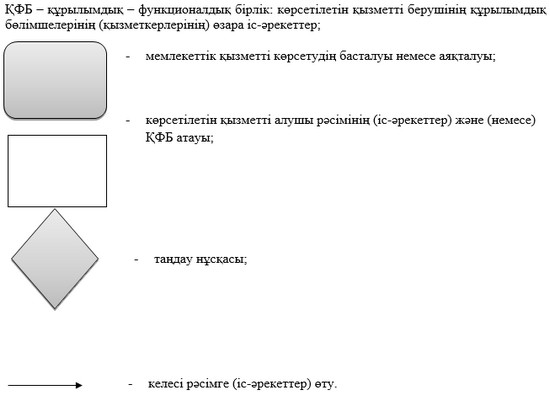 ҚФБ – құрылымдық – функционалдық бірлік: көрсетілетін қызметті берушінің құрылымдық
бөлімшелерінің (қызметкерлерінің) өзара іс-әрекеттер;
- мемлекеттік қызметті көрсетудің басталуы немесе аяқталуы;
- көрсетілетін қызметті алушы рәсімінің (іс-әрекеттер) және (немесе)
ҚФБ атауы;
- таңдау нұсқасы;
- келесі рәсімге (іс-әрекеттер) өту.